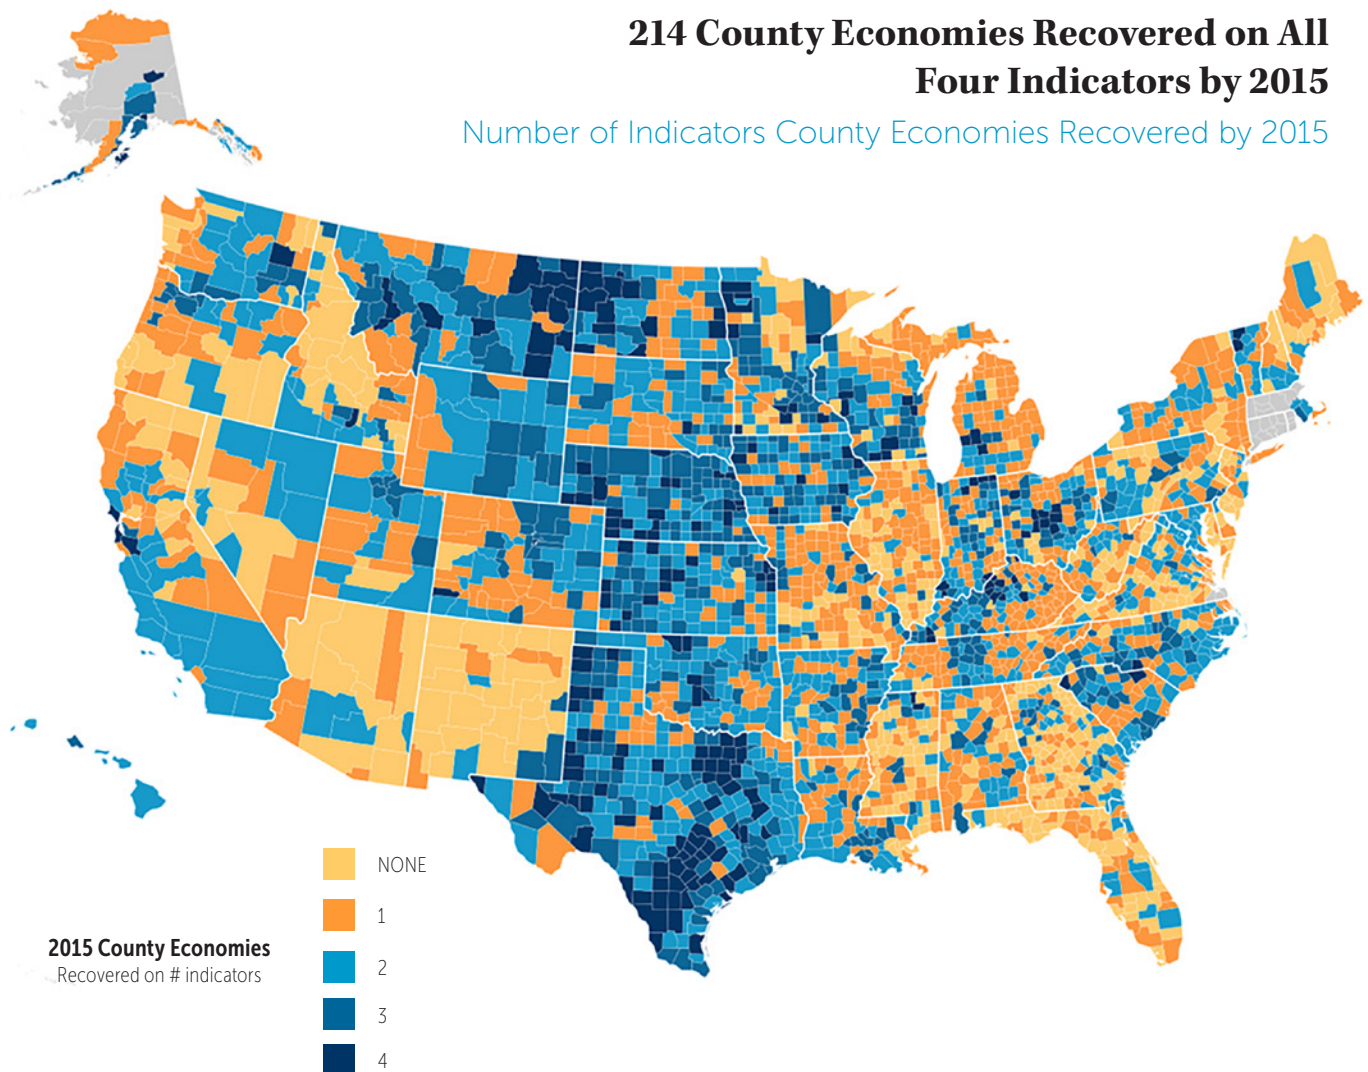 214 County Economies Recovered on All
Four Indicators by 2015
Number of Indicators County Economies Recovered by 2015
NONE
1
2015 County Economies
Recovered on # indicators
2
3
4